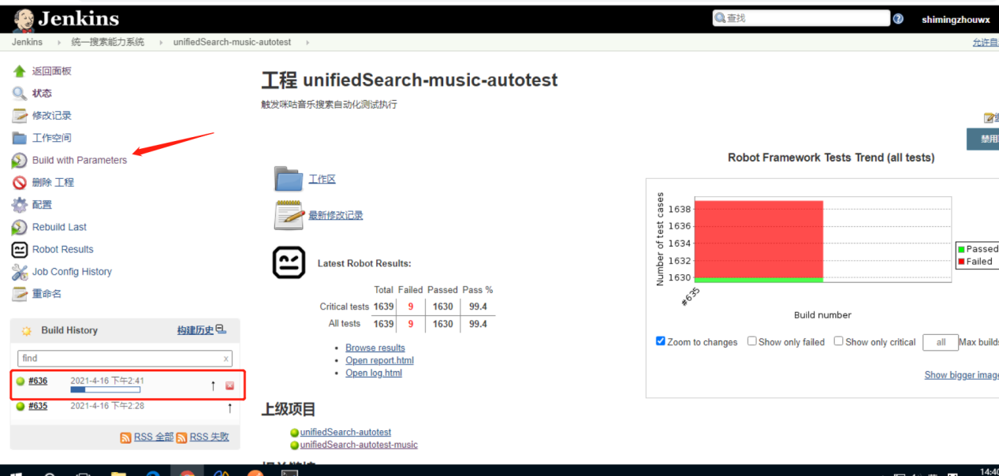 Jenkins
查找
shimingzhouwx
Jenkins 统一搜索能力系统 unifiedSearch-music-autotest
允许自
返回面板
状态
修改记录
工作空间
Build with Parameters
删除 工程
配置
Rebuild Last
Robot Results
Job Config History
重命名
Build History 构建历史
find x
#636 2021-4-16 下午2:41
#635 2021-4-16 下午2:28
RSS 全部 RSS 失败
工程 unifiedSearch-music-autotest
触发咪咕音乐搜索自动化测试执行
工作区
最新修改记录
Latest Robot Results:
Total Failed Passed Pass %
Critical tests 1639 9 1630 99.4
All tests 1639 9 1630 99.4
Browse results
Open report.html
Open log.html
上级项目
unifiedSearch-autotest
unifiedSearch-autotest-music
禁用
Robot Framework Tests Trend (all tests)
Number of test cases
1638
1636
1634
1632
1630
#635
Build number
Passed
Failed
Zoom to changes Show only failed Show only critical all Max builds
Show bigger image
14:40